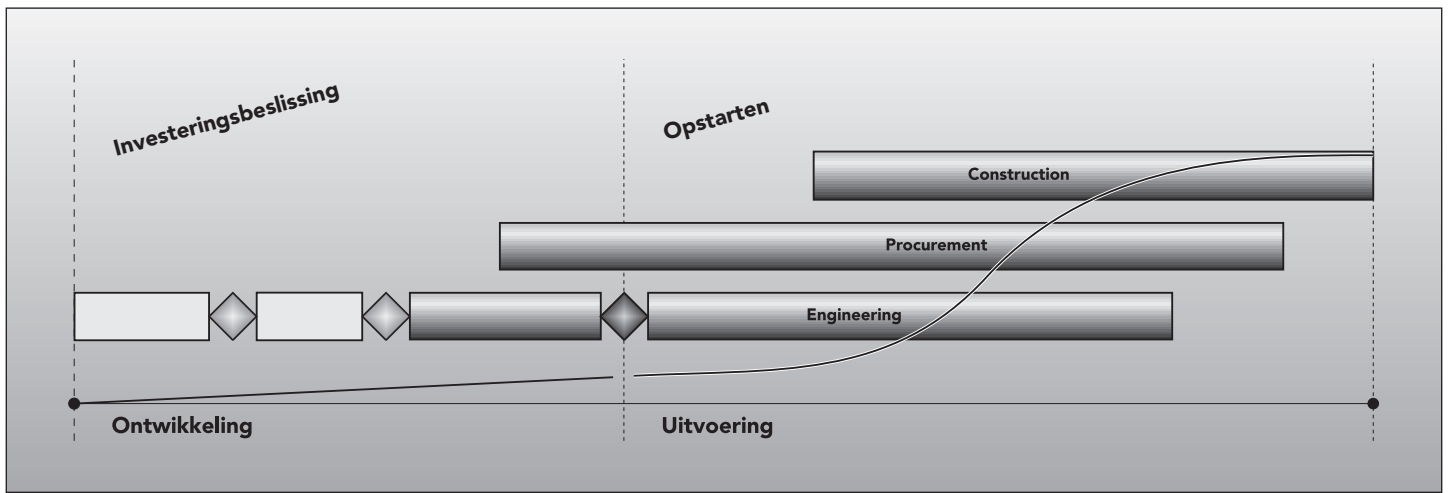 Investeringsbeslissing
Opstarten
Construction
Procurement
Engineering
Ontwikkeling
Uitvoering